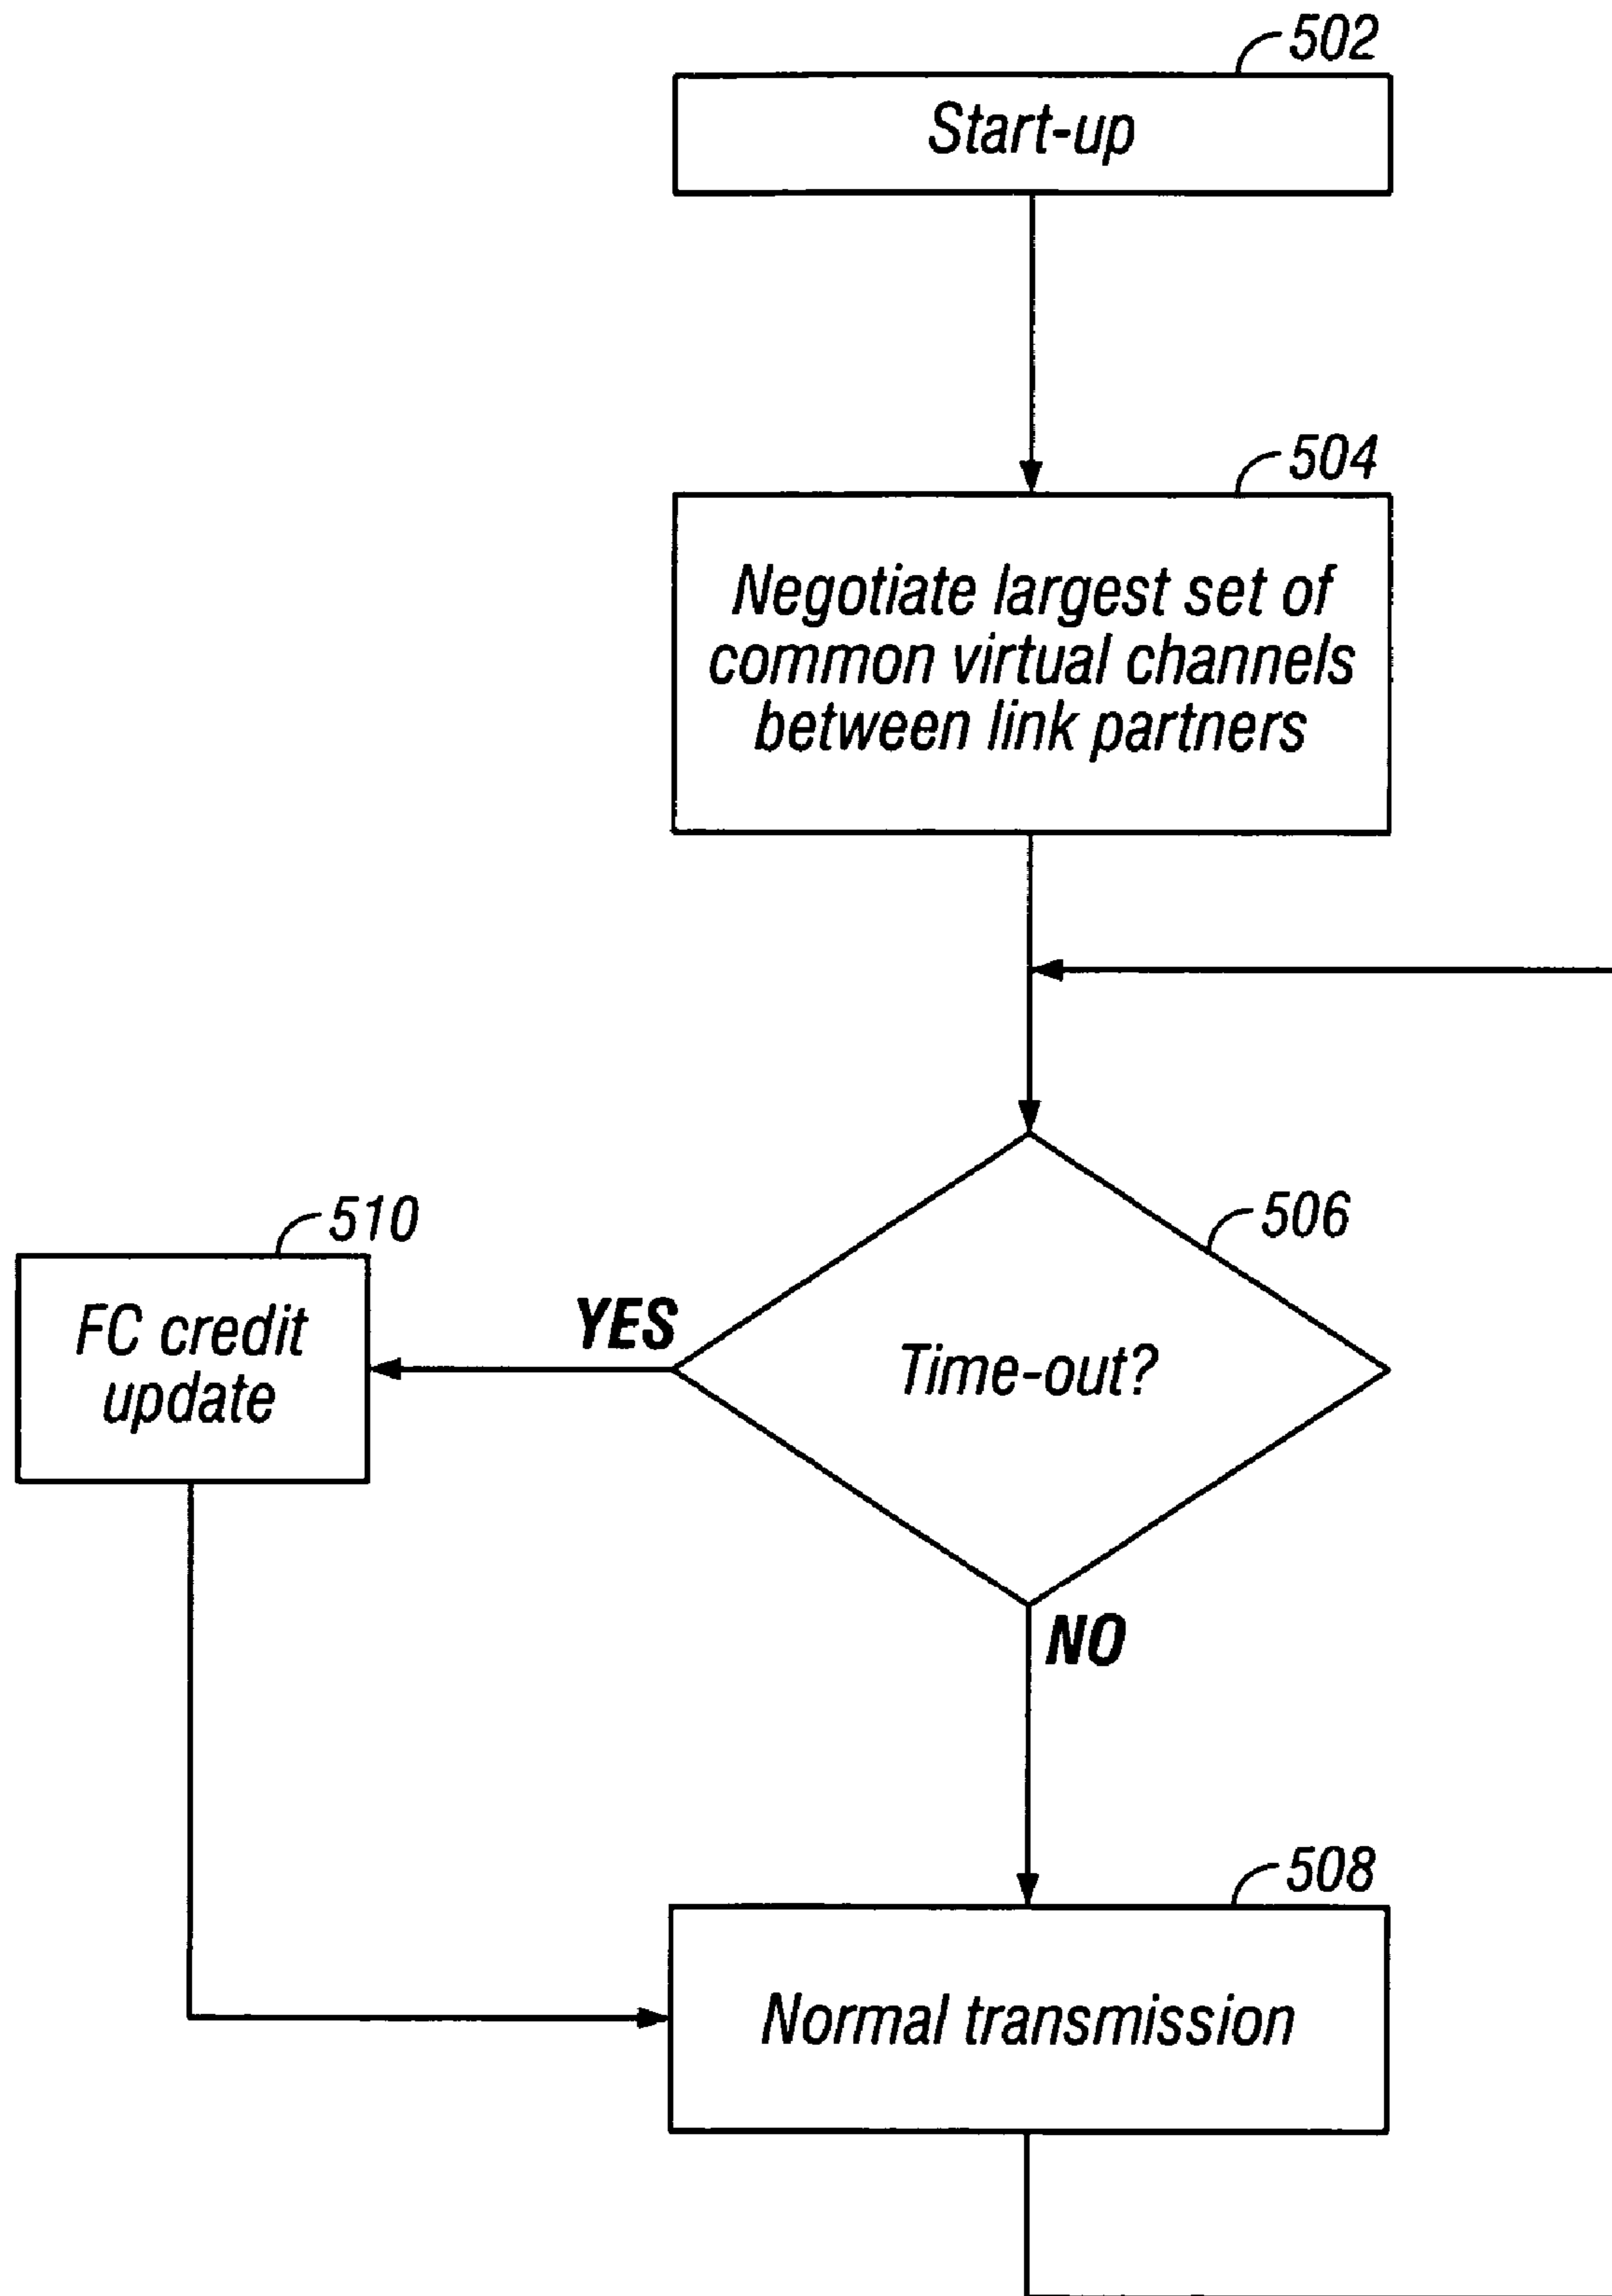 502
Start-up
504
Negotiate largest set of
common virtual channels
between link partners
510
506
FC credit
update
YES
Time-out?
NO
508
Normal transmission